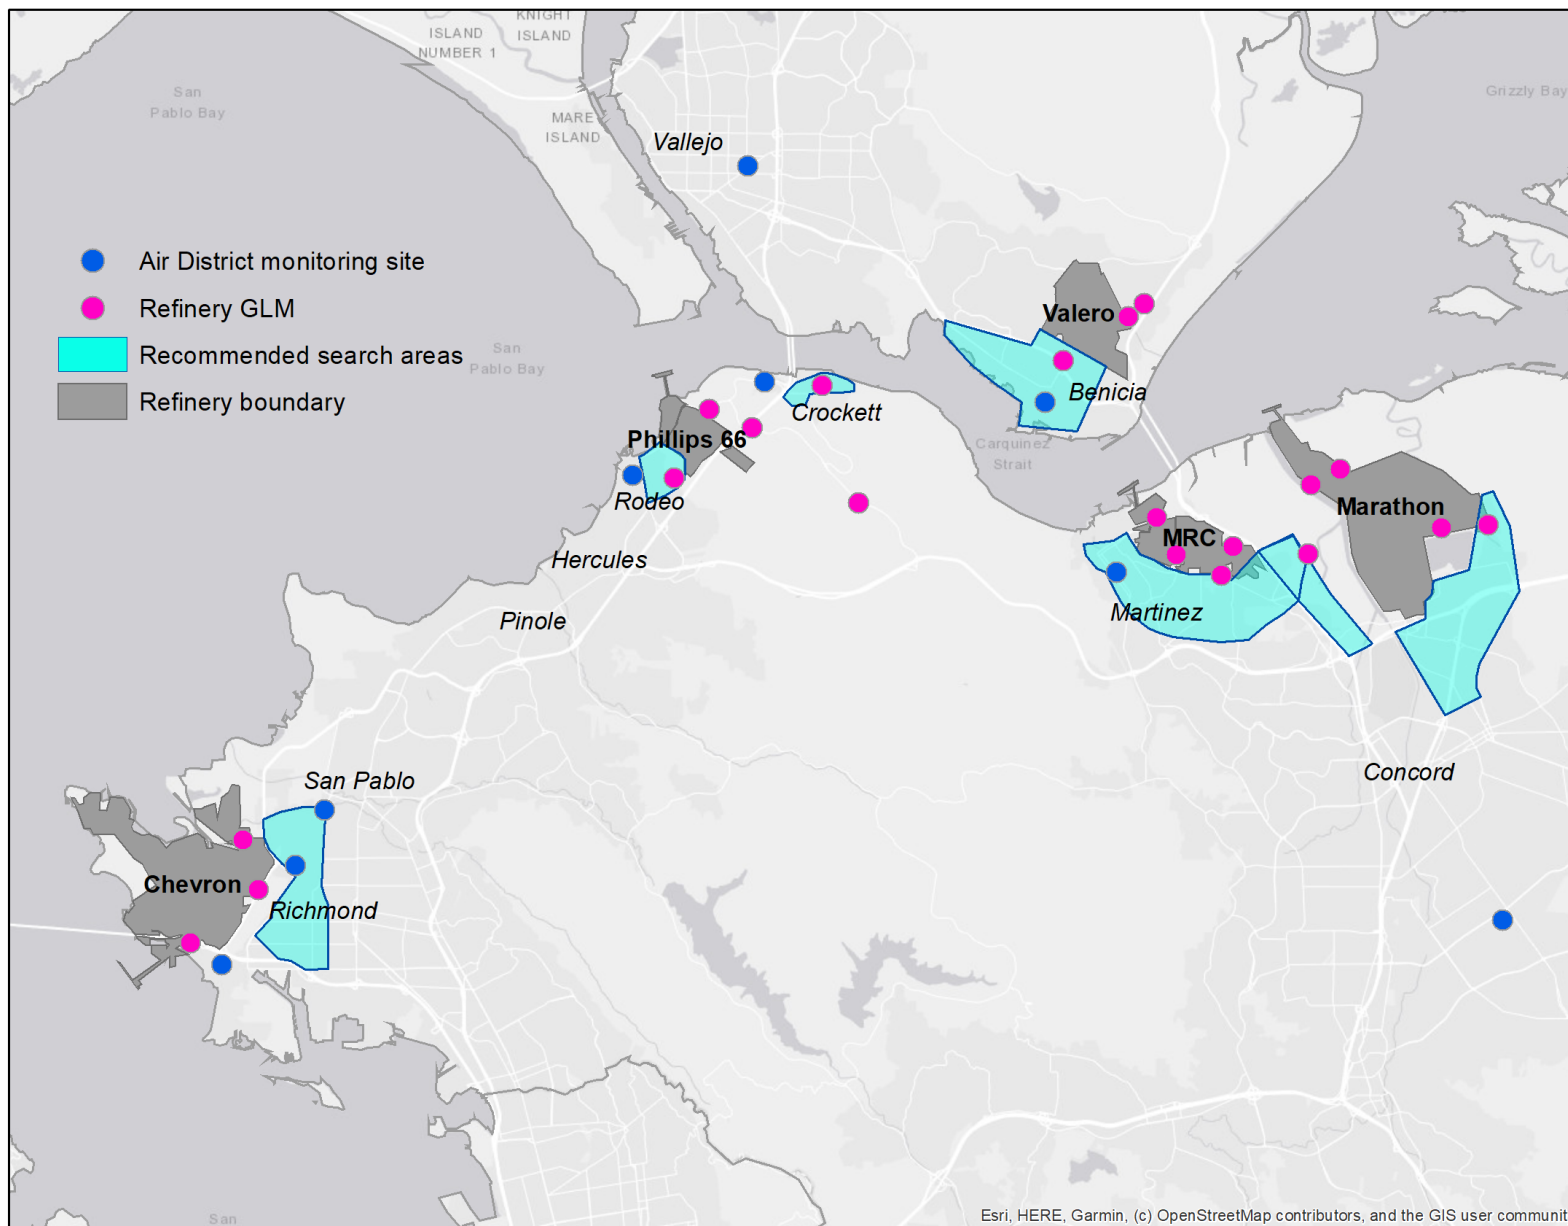 KNIGHT
ISLAND
ISLAND
NUMBER 1
San
Pablo Bay
Grizzly Bay
MARE
ISLAND
Vallejo
Air District monitoring site
Refinery GLM
Recommended search areas
Refinery boundary
San
Pablo Bay
Valero
Benicia
Crockett
Phillips 66
Carquinez
Strait
Rodeo
Marathon
MRC
Hercules
Martinez
Pinole
San Pablo
Concord
Chevron
Richmond
San
Esri, HERE, Garmin, (c) OpenStreetMap contributors, and the GIS user communit